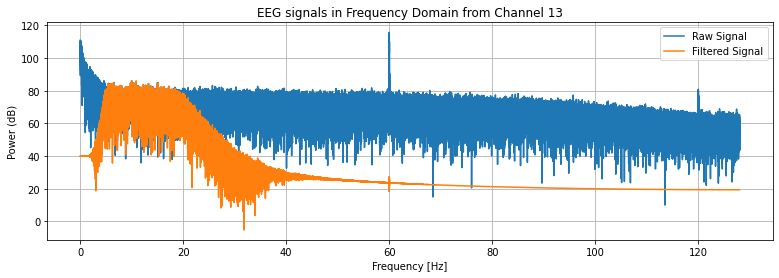 EEG signals in Frequency Domain from Channel 13
Raw Signal
Filtered Signal
Power (dB)
120
100
80
60
40
20
0
0 20 40 60 80 100 120
Frequency [Hz]